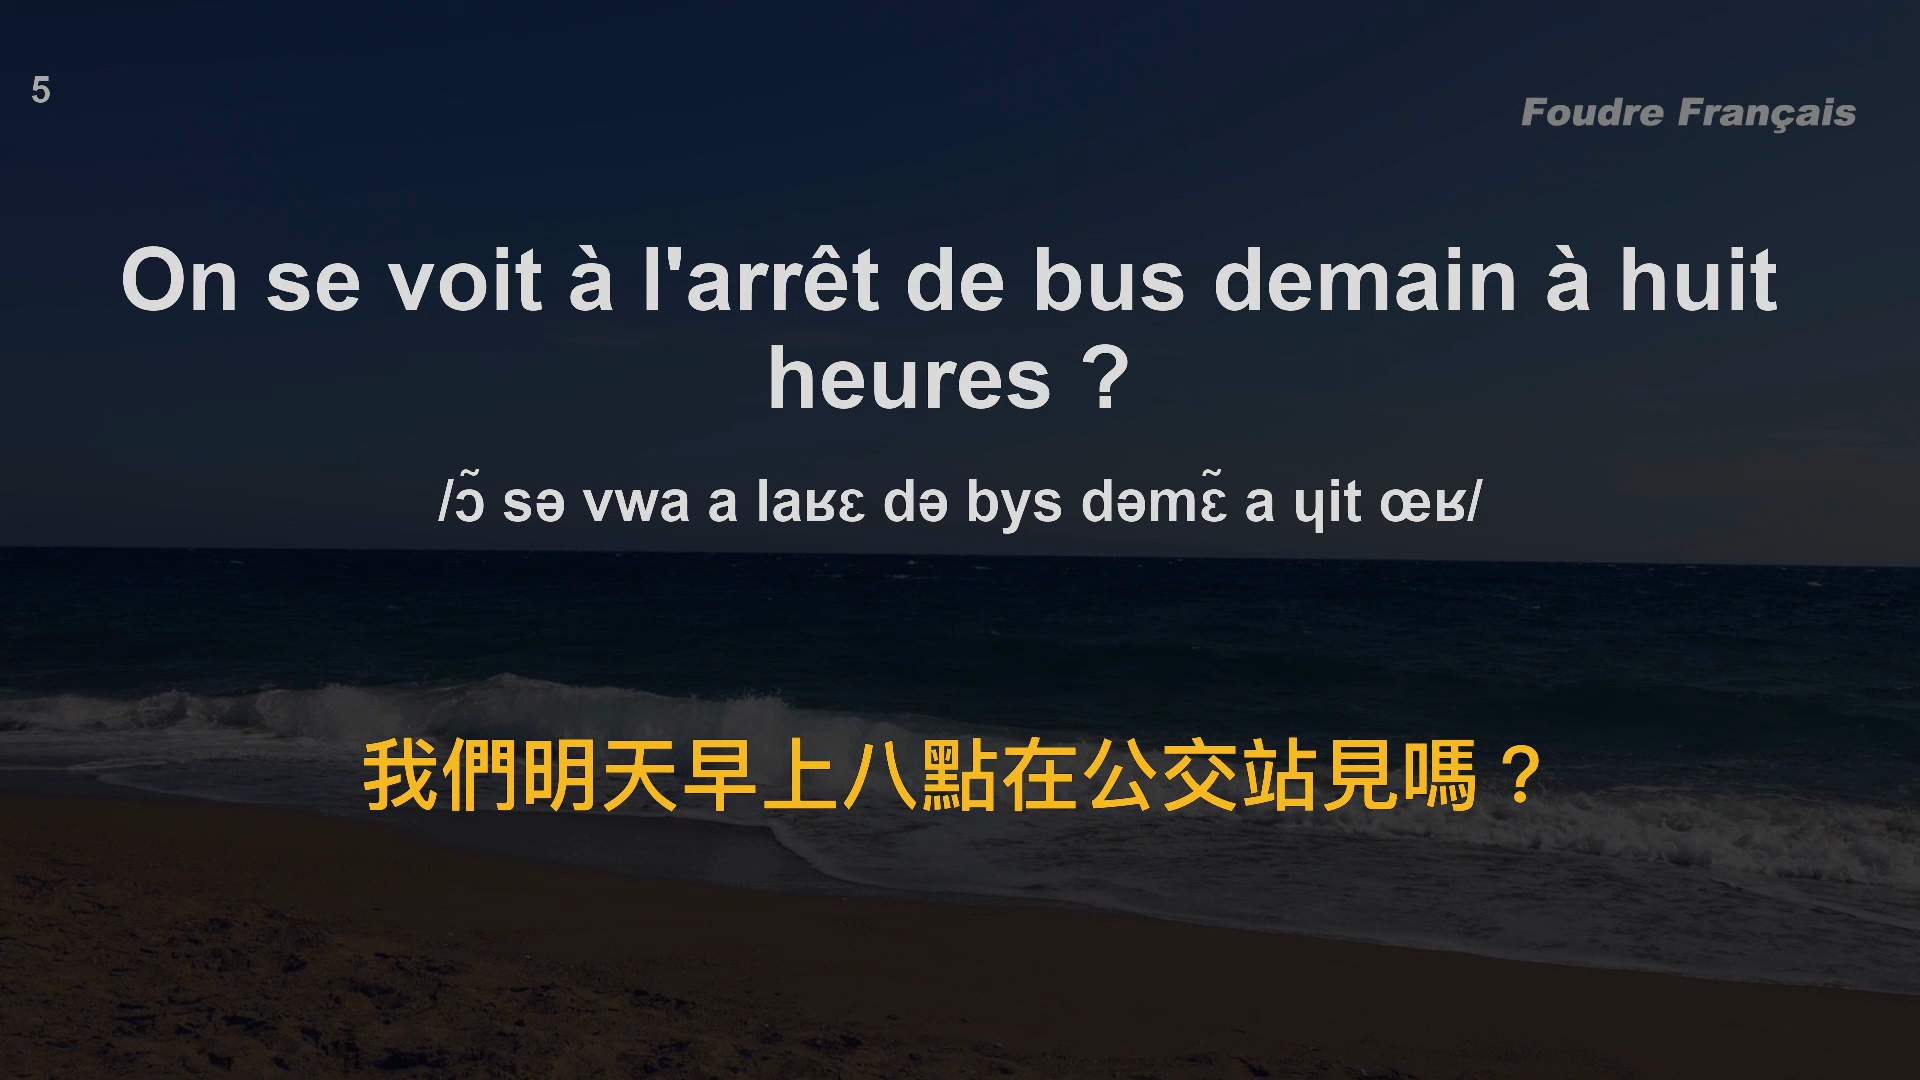 5
Foudre Français
On se voit à l'arrêt de bus demain à huit
heures ?
/ɔ̃ sə vwa a laʁɛ də bys dəmɛ̃ a ɥit œʁ/
我們明天早上八點在公交站見嗎？